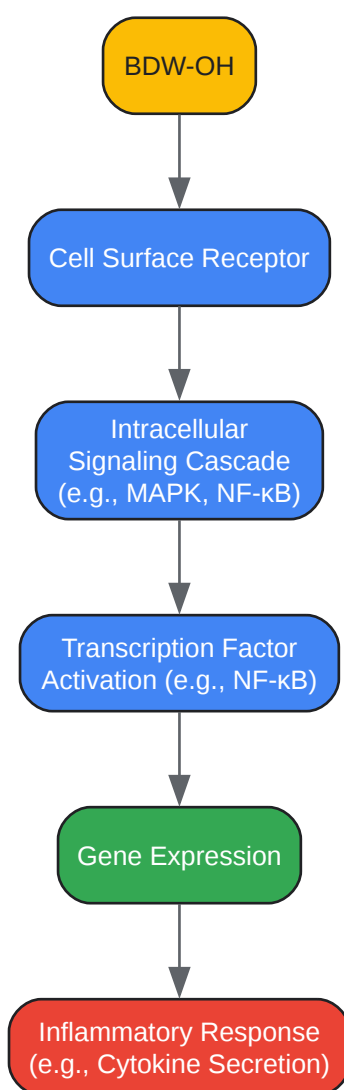 BDW-OH
Cell Surface Receptor
Intracellular
Signaling Cascade
(e.g., MAPK, NF-κB)
Transcription Factor
Activation (e.g., NF-κB)
Gene Expression
Inflammatory Response
(e.g., Cytokine Secretion)